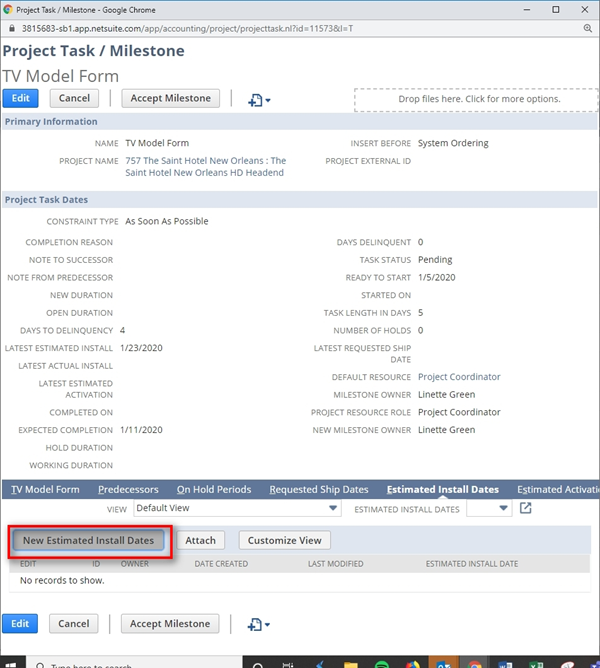 Project Task / Milestone - Google Chrome
3815683-sb1.app.netsuite.com/app/accounting/project/projecttask.nl?id=11573&l=T
Project Task / Milestone
TV Model Form
Edit Cancel Accept Milestone Drop files here. Click for more options.
Primary Information
NAME TV Model Form INSERT BEFORE System Ordering
PROJECT NAME 757 The Saint Hotel New Orleans : The PROJECT EXTERNAL ID
Saint Hotel New Orleans HD Headend
Project Task Dates
CONSTRAINT TYPE As Soon As Possible
COMPLETION REASON DAYS DELINQUENT 0
NOTE TO SUCCESSOR TASK STATUS Pending
NOTE FROM PREDECESSOR READY TO START 1/5/2020
NEW DURATION STARTED ON
OPEN DURATION TASK LENGTH IN DAYS 5
DAYS TO DELINQUENCY 4 NUMBER OF HOLDS 0
LATEST ESTIMATED INSTALL 1/23/2020 LATEST REQUESTED SHIP
DATE
LATEST ACTUAL INSTALL
DEFAULT RESOURCE Project Coordinator
LATEST ESTIMATED
ACTIVATION
MILESTONE OWNER Linette Green
COMPLETED ON PROJECT RESOURCE ROLE Project Coordinator
EXPECTED COMPLETION 1/11/2020 NEW MILESTONE OWNER Linette Green
HOLD DURATION
WORKING DURATION
TV Model Form Predecessors On Hold Periods Requested Ship Dates Estimated Install Dates Estimated Activati
VIEW Default View ESTIMATED INSTALL DATES
New Estimated Install Dates Attach Customize View
EDIT ID OWNER DATE CREATED LAST MODIFIED ESTIMATED INSTALL DATE
No records to show.
Edit Cancel Accept Milestone